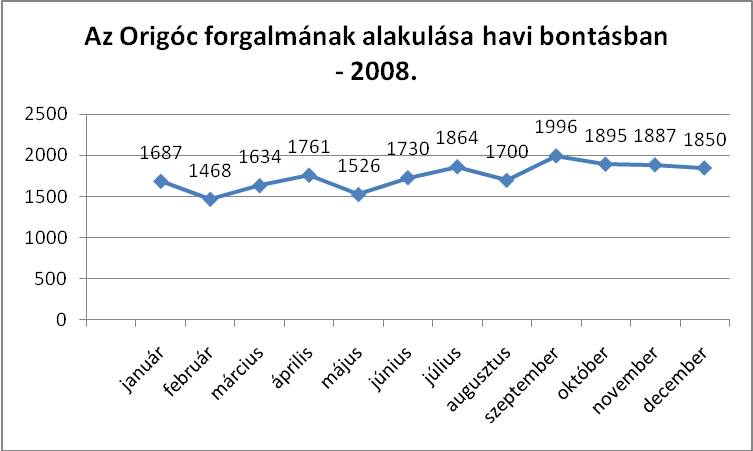 Az Origóc forgalmának alakulása havi bontásban
- 2008.
2500
2000
1500
1000
500
0
1687
1468
1634
1761
1526
1730
1864
1700
1996
1895
1887
1850
január
február
március
április
május
június
július
augusztus
szeptember
október
november
december